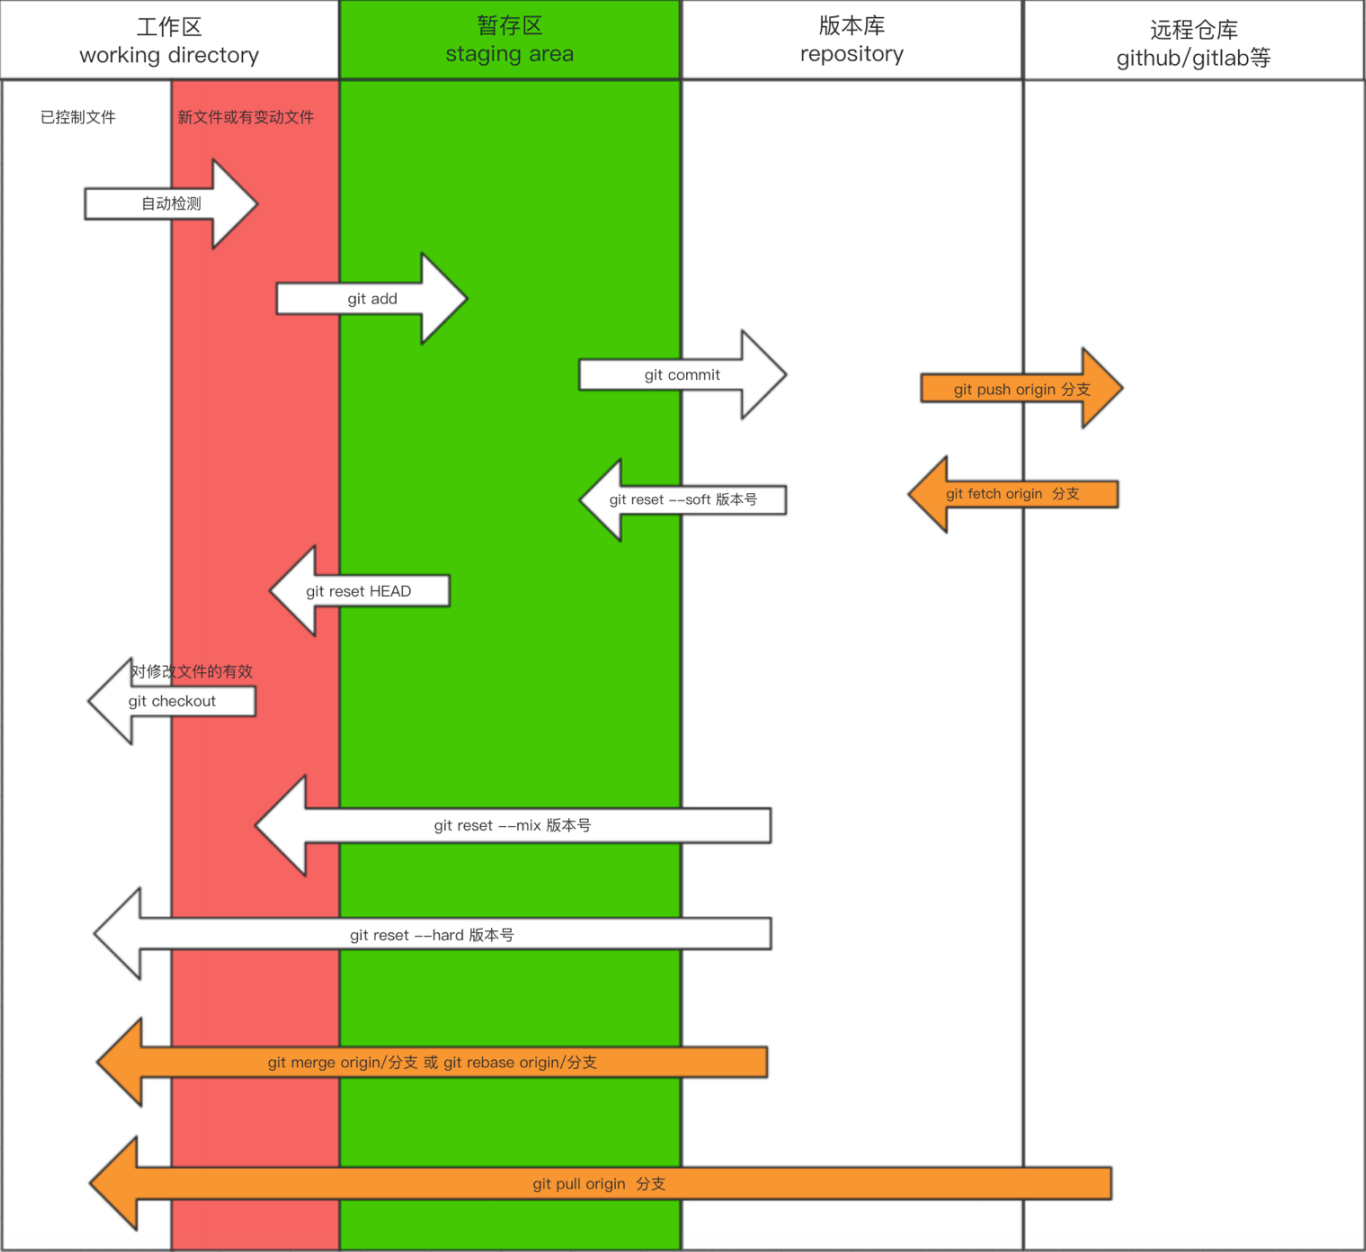 工作区
working directory
暂存区
staging area
版本库
repository
远程仓库
github/gitlab等
已控制文件
新文件或有变动文件
自动检测
git add
git commit
git push origin 分支
git reset --soft 版本号
git fetch origin 分支
git reset HEAD
对修改文件的有效
git checkout
git reset --mix 版本号
git reset --hard 版本号
git merge origin/分支 或 git rebase origin/分支
git pull origin 分支